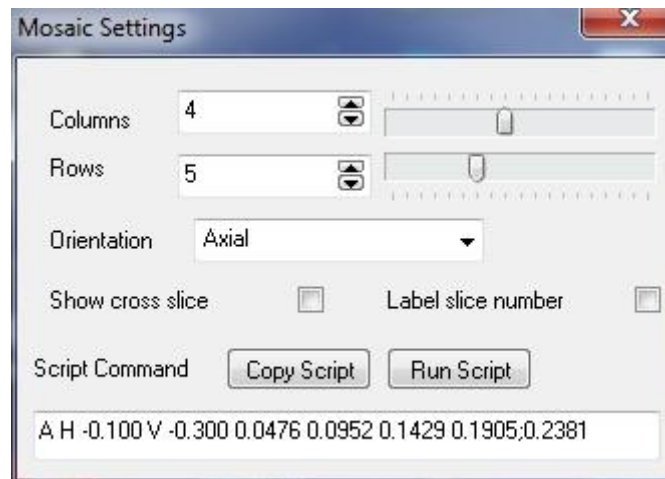 Mosaic Settings
Columns 4
Rows 5
Orientation Axial
Show cross slice Label slice number
Script Command Copy Script Run Script
A H -0.100 V -0.300 0.0476 0.0952 0.1429 0.1905;0.2381